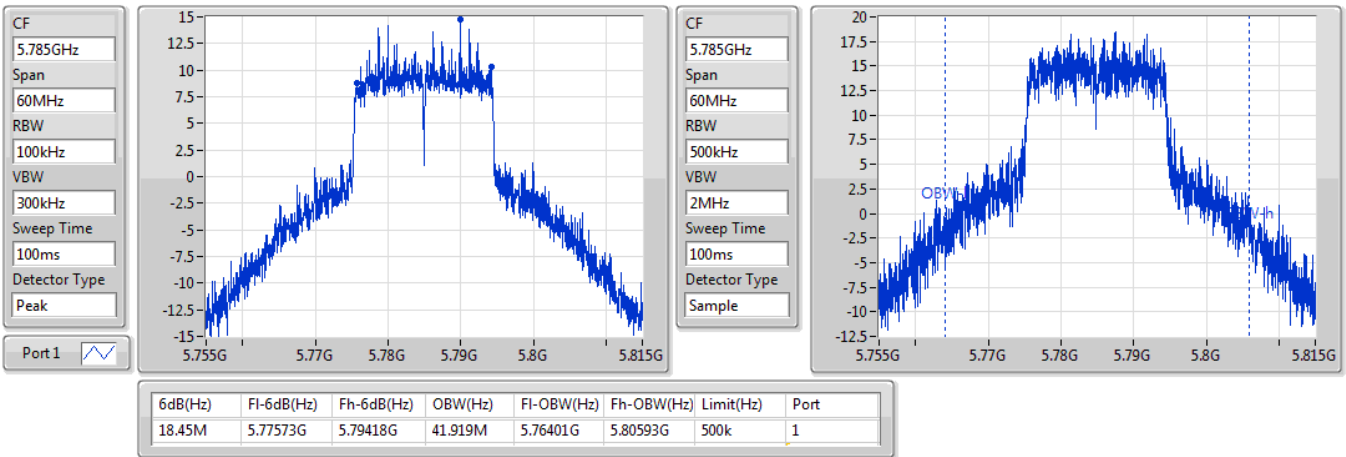 CF
5.785GHz
Span
60MHz
RBW
100kHz
VBW
300kHz
Sweep Time
100ms
Detector Type
Peak
Port 1
15
12.5
10
7.5
5
2.5
0
-2.5
-5
-7.5
-10
-12.5
-15
5.755G 5.77G 5.78G 5.79G 5.8G 5.815G
CF
5.785GHz
Span
60MHz
RBW
500kHz
VBW
2MHz
Sweep Time
100ms
Detector Type
Sample
20
17.5
15
12.5
10
7.5
5
2.5
0
-2.5
-5
-7.5
-10
-12.5
5.755G 5.77G 5.78G 5.79G 5.8G 5.815G
6dB(Hz) Fl-6dB(Hz) Fh-6dB(Hz) OBW(Hz) Fl-OBW(Hz) Fh-OBW(Hz) Limit(Hz) Port
18.45M 5.77573G 5.79418G 41.919M 5.76401G 5.80593G 500k 1